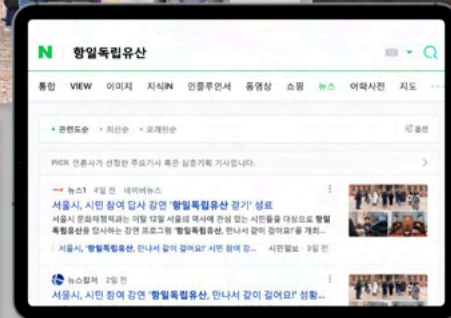 N 항일독립유산
통합 VIEW 이미지 지식iN 인플루언서 동영상 쇼핑 뉴스 어학사전 지도
• 관련도순 • 최신순 • 오래된순 옵션
PICK 언론사가 선정한 주요기사 혹은 심층기획 기사입니다.
뉴스1 4일 전 네이버뉴스
서울시, 시민 참여 답사 강연 '항일독립유산 걷기' 성료
서울시 문화재정책과는 이달 12일 서울의 역사에 관심 있는 시민들을 대상으로 항일
독립유산을 답사하는 강연 프로그램 '항일독립유산, 만나서 같이 걸어요!'를 개최...
서울시, '항일독립유산, 만나서 같이 걸어요!' 시민 참여 강... 시민일보 3일 전
뉴스컬처 2일 전
서울시, 시민 참여 강연 '항일독립유산, 만나서 같이 걸어요!' 성황...